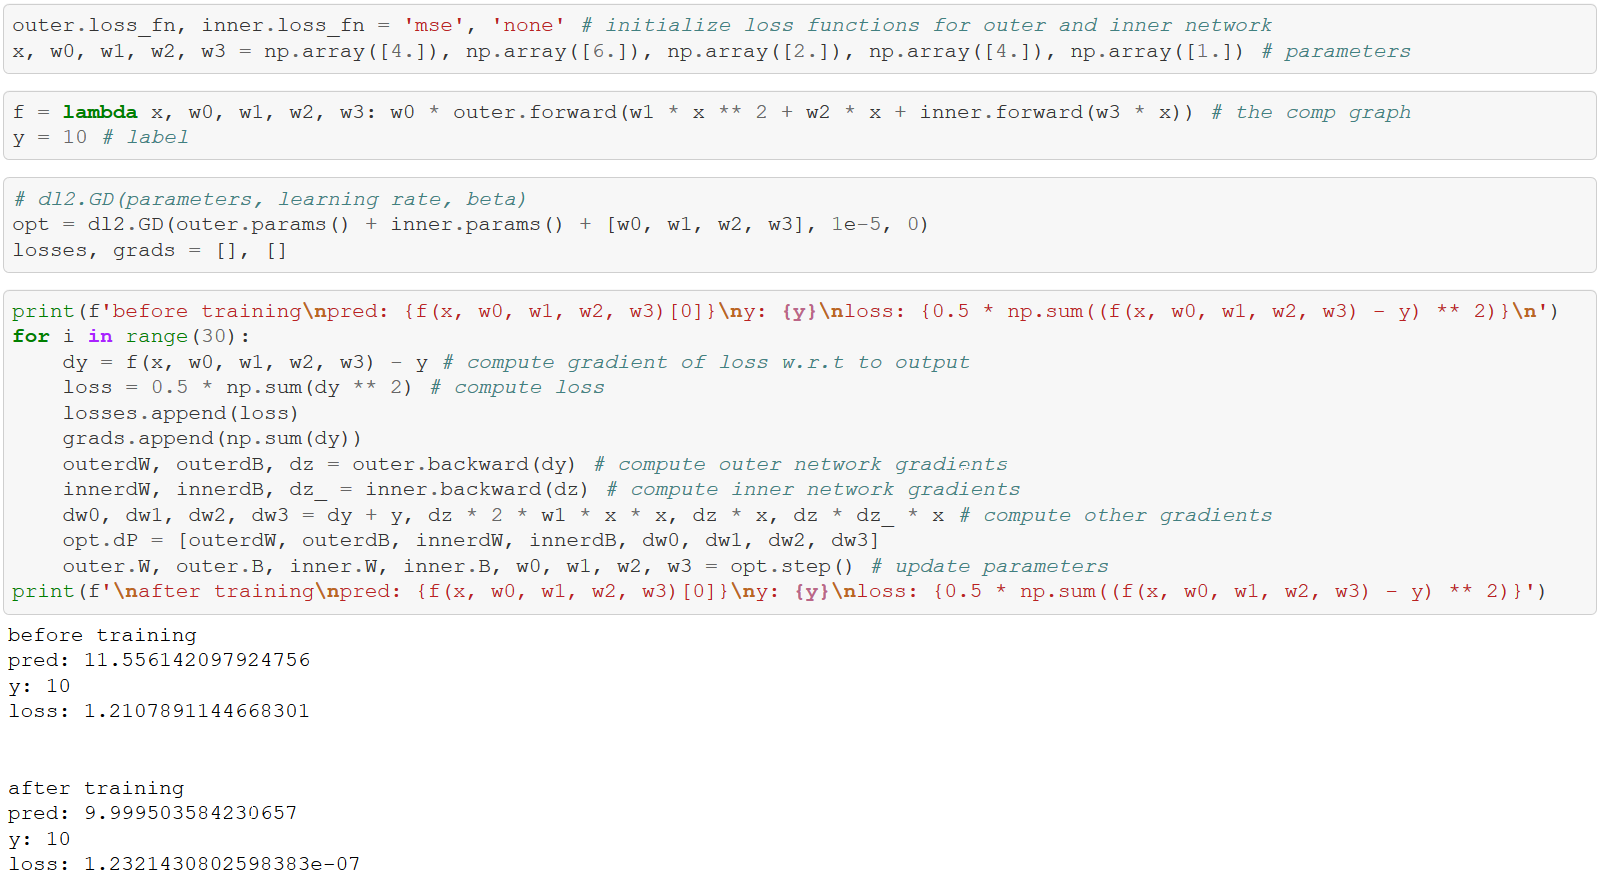 outer.loss_fn, inner.loss_fn = 'mse', 'none' # initialize loss functions for outer and inner network
x, w0, w1, w2, w3 = np.array([4.]), np.array([6.]), np.array([2.]), np.array([4.]), np.array([1.]) # parameters
f = lambda x, w0, w1, w2, w3: w0 * outer.forward(w1 * x ** 2 + w2 * x + inner.forward(w3 * x)) # the comp graph
y = 10 # label
# dl2.GD(parameters, learning rate, beta)
opt = dl2.GD(outer.params() + inner.params() + [w0, w1, w2, w3], 1e-5, 0)
losses, grads = [], []
print(f'before training\npred: {f(x, w0, w1, w2, w3)[0]}\ny: {y}\nloss: {0.5 * np.sum((f(x, w0, w1, w2, w3) - y) ** 2)}\n')
for i in range(30):
    dy = f(x, w0, w1, w2, w3) - y # compute gradient of loss w.r.t to output
    loss = 0.5 * np.sum(dy ** 2) # compute loss
    losses.append(loss)
    grads.append(np.sum(dy))
    outerdW, outerdB, dz = outer.backward(dy) # compute outer network gradients
    innerdW, innerdB, dz_ = inner.backward(dz) # compute inner network gradients
    dw0, dw1, dw2, dw3 = dy + y, dz * 2 * w1 * x * x, dz * x, dz * dz_ * x # compute other gradients
    opt.dP = [outerdW, outerdB, innerdW, innerdB, dw0, dw1, dw2, dw3]
    outer.W, outer.B, inner.W, inner.B, w0, w1, w2, w3 = opt.step() # update parameters
print(f'\nafter training\npred: {f(x, w0, w1, w2, w3)[0]}\ny: {y}\nloss: {0.5 * np.sum((f(x, w0, w1, w2, w3) - y) ** 2)}')
before training
pred: 11.556142097924756
y: 10
loss: 1.2107891144668301
after training
pred: 9.999503584230657
y: 10
loss: 1.2321430802598383e-07